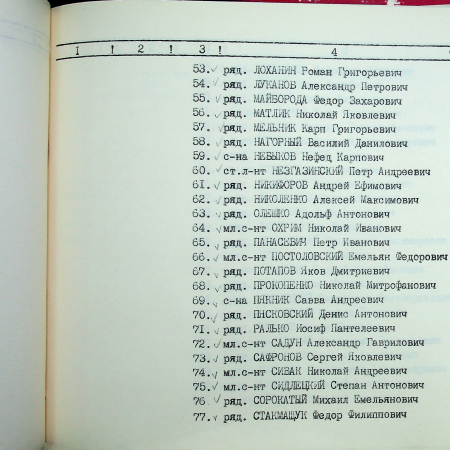 1 ! 2 ! 3 ! 4
53. ряд. ЛОХАНИН Роман Григорьевич
54. ряд. ЛУКАНОВ Александр Петрович
55. ряд. МАЙБОРОДА Федор Захарович
56. ряд. МАТЛИК Николай Яковлевич
57. ряд. МЕЛЬНИК Карп Григорьевич
58. ряд. НАГОРНЫЙ Василий Данилович
59. с-на НЕБЫКОВ Нефед Карпович
60. ст.л-нт НЕЗГАЗИНСКИЙ Петр Андреевич
61. ряд. НИКИФОРОВ Андрей Ефимович
62. ряд. НИКОЛЕНКО Алексей Максимович
63. ряд. ОЛЕШКО Адольф Антонович
64. мл.с-нт ОХРИМ Николай Иванович
65. ряд. ПАНАСЕВИЧ Петр Иванович
66. мл.с-нт ПОСТОЛОВСКИЙ Емельян Федорович
67. ряд. ПОТАПОВ Яков Дмитриевич
68. ряд. ПРОКОПЕНКО Николай Митрофанович
69. с-на ПЯКНИК Савва Андреевич
70. ряд. ПЯСКОВСКИЙ Денис Антонович
71. ряд. РАЛЬКО Иосиф Пантелеевич
72. мл.с-нт САДУН Александр Гаврилович
73. ряд. САФРОНОВ Сергей Яковлевич
74. мл.с-нт СИВАК Николай Андреевич
75. мл.с-нт СИДЛЕЦКИЙ Степан Антонович
76 ряд. СОРОКАТЫЙ Михаил Емельянович
77. ряд. СТАКМАЩУК Федор Филиппович